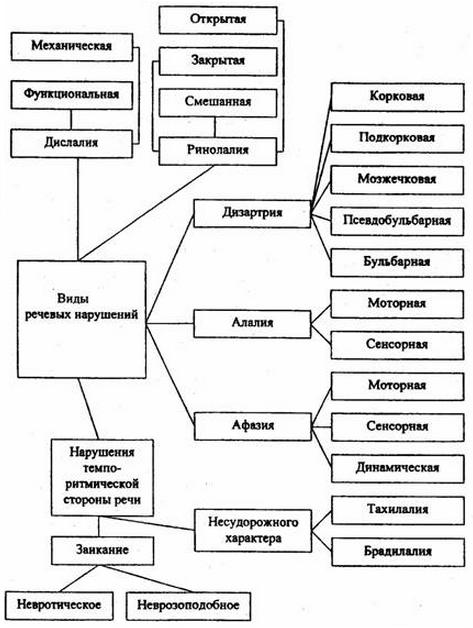 Открытая
Механическая
Закрытая
Функциональная
Смешанная
Корковая
Дислалия
Ринолалия
Подкорковая
Мозжечковая
Дизартрия
Псевдобульбарная
Бульбарная
Виды
речевых нарушений
Моторная
Алалия
Сенсорная
Моторная
Афазия
Сенсорная
Динамическая
Нарушения
темпо-
ритмической
стороны речи
Тахилалия
Несудорожного
характера
Заикание
Брадилалия
Невротическое
Неврозоподобное